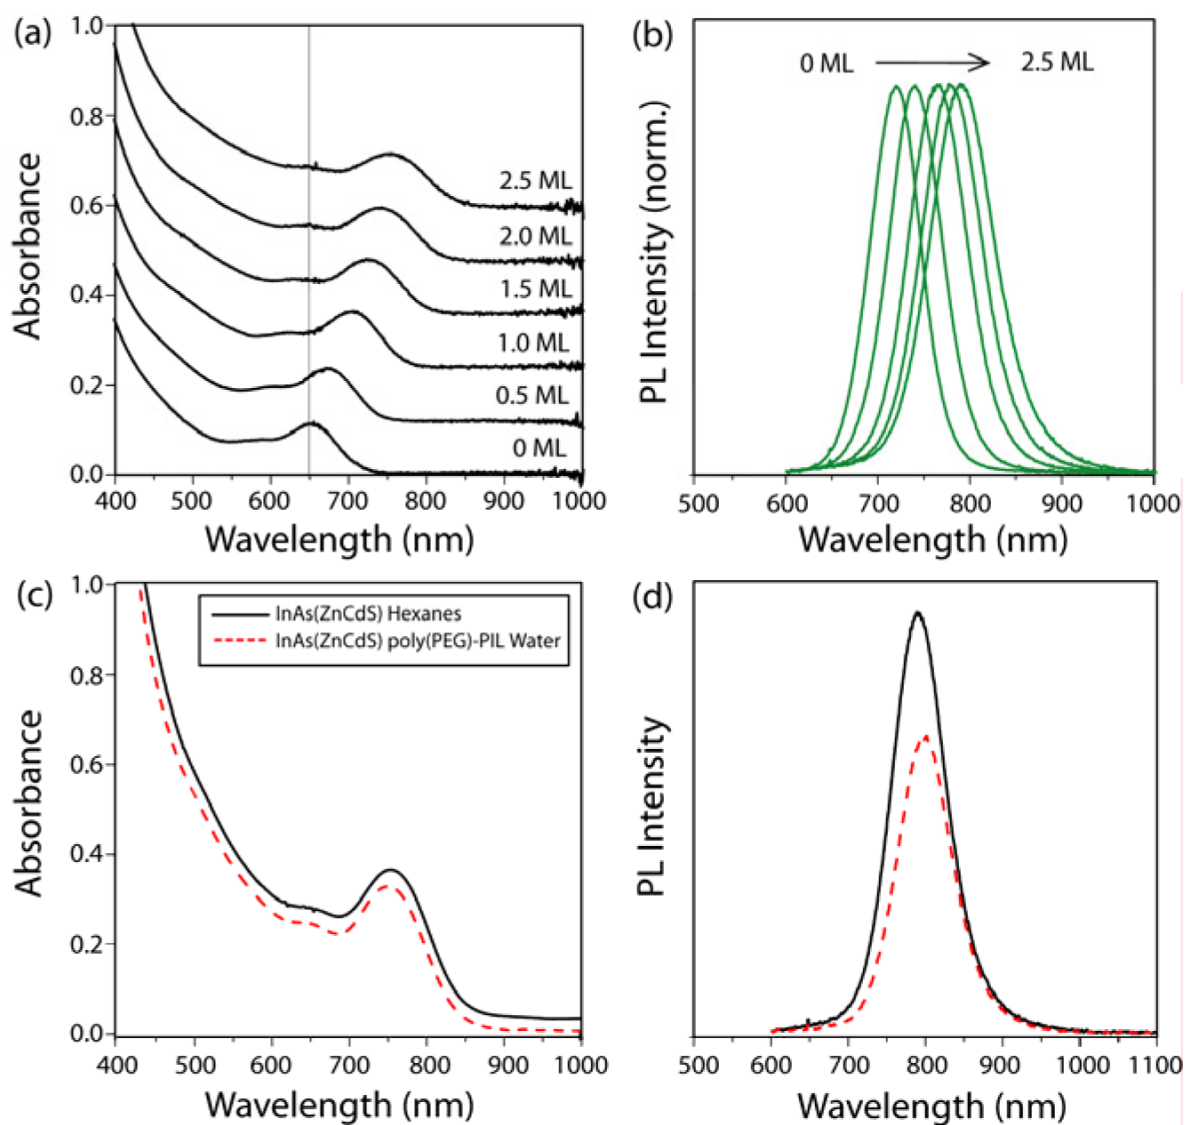 (a)
1.0
0.8
0.6
0.4
0.2
0.0
Absorbance
2.5 ML
2.0 ML
1.5 ML
1.0 ML
0.5 ML
0 ML
400 500 600 700 800 900 1000
Wavelength (nm)
(b)
PL Intensity (norm.)
0 ML
2.5 ML
500 600 700 800 900 1000
Wavelength (nm)
(c)
1.0
0.8
0.6
0.4
0.2
0.0
Absorbance
InAs(ZnCdS) Hexanes
InAs(ZnCdS) poly(PEG)-PIL Water
400 500 600 700 800 900 1000
Wavelength (nm)
(d)
PL Intensity
500 600 700 800 900 1000 1100
Wavelength (nm)